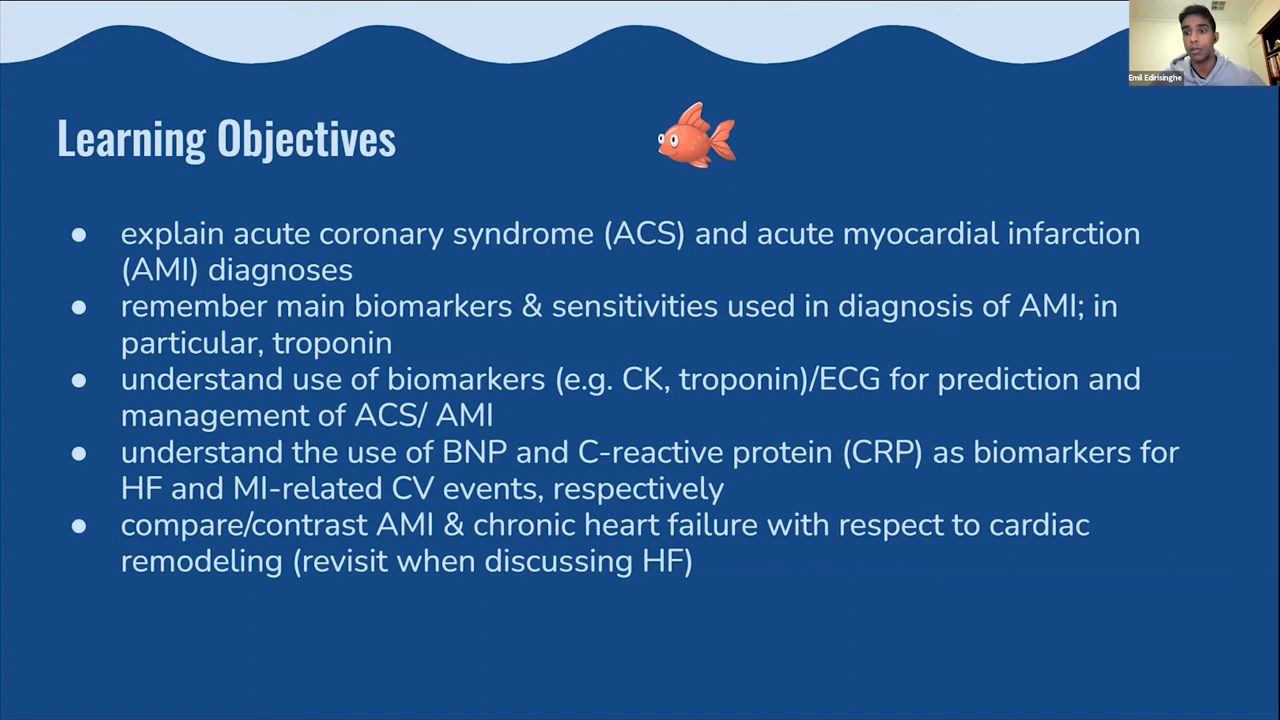 Emil Edirisinghe
Learning Objectives
● explain acute coronary syndrome (ACS) and acute myocardial infarction
(AMI) diagnoses
● remember main biomarkers & sensitivities used in diagnosis of AMI; in
particular, troponin
● understand use of biomarkers (e.g. CK, troponin)/ECG for prediction and
management of ACS/ AMI
● understand the use of BNP and C-reactive protein (CRP) as biomarkers for
HF and MI-related CV events, respectively
● compare/contrast AMI & chronic heart failure with respect to cardiac
remodeling (revisit when discussing HF)